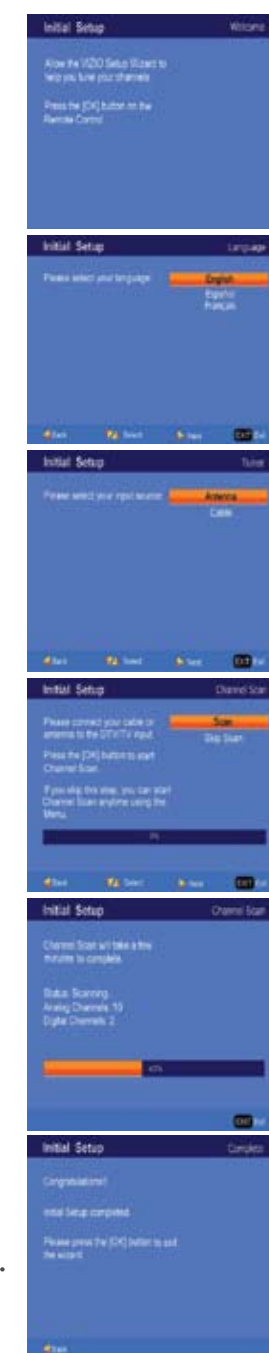 Initial Setup Welcome
Allow the VIZIO Setup Wizard to
help you tune your channels
Press the [OK] button on the
Remote Control
Initial Setup Language
Please select your language English
Español
Français
Back Select Next EXIT Exit
Initial Setup Tuner
Please select your input source Antenna
Cable
Back Select Next EXIT Exit
Initial Setup Channel Scan
Please connect your cable or Scan
antenna to the DTV/TV input. Skip Scan
Press the [OK] button to start
Channel Scan.
If you skip this step, you can start
Channel Scan anytime using the
Menu.
Back Select Next EXIT Exit
Initial Setup Channel Scan
Channel Scan will take a few
minutes to complete.
Status: Scanning
Analog Channels: 10
Digital Channels: 2
EXIT Exit
Initial Setup Complete
Congratulations!!
Initial Setup completed.
Please press the [OK] button to quit
the wizard.
Back